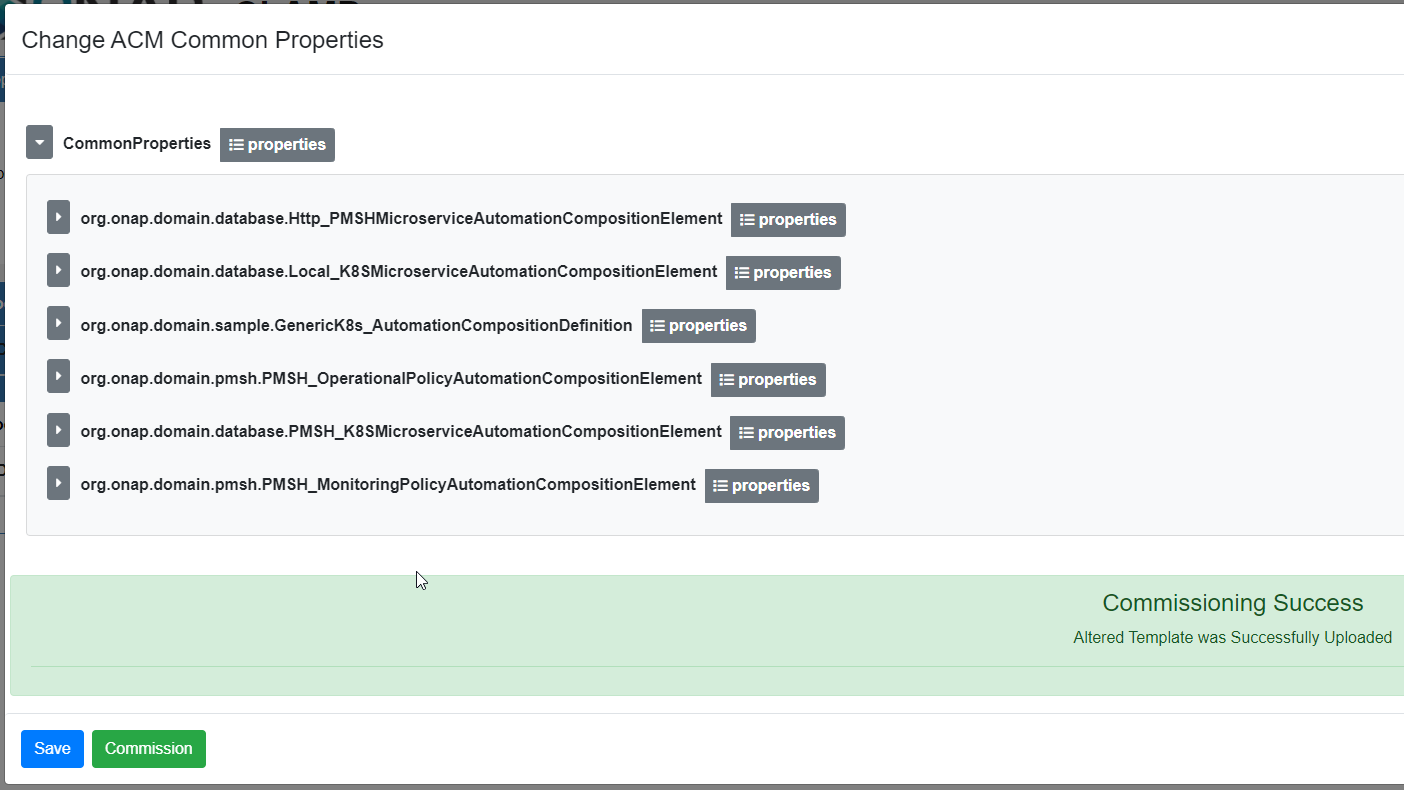 Change ACM Common Properties
CommonProperties properties
org.onap.domain.database.Http_PMSHMicroserviceAutomationCompositionElement properties
org.onap.domain.database.Local_K8SMicroserviceAutomationCompositionElement properties
org.onap.domain.sample.GenericK8s_AutomationCompositionDefinition properties
org.onap.domain.pmsh.PMSH_OperationalPolicyAutomationCompositionElement properties
org.onap.domain.database.PMSH_K8SMicroserviceAutomationCompositionElement properties
org.onap.domain.pmsh.PMSH_MonitoringPolicyAutomationCompositionElement properties
Commissioning Success
Altered Template was Successfully Uploaded
Save Commission